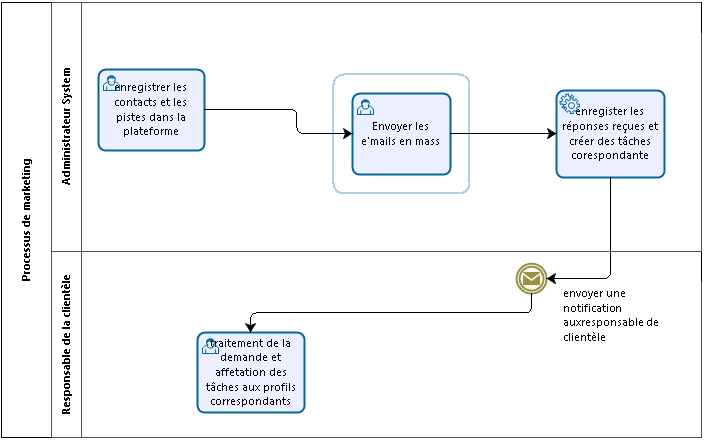 Processus de marketing
Administrateur System
enregistrer les
contacts et les
pistes dans la
plateforme
Envoyer les
e'mails en mass
enregister les
réponses reçues et
créer des tâches
corespondante
Responsable de la clientèle
envoyer une
notification
auxresponsable de
clientèle
traitement de la
demande et
affetation des
tâches aux profils
correspondants